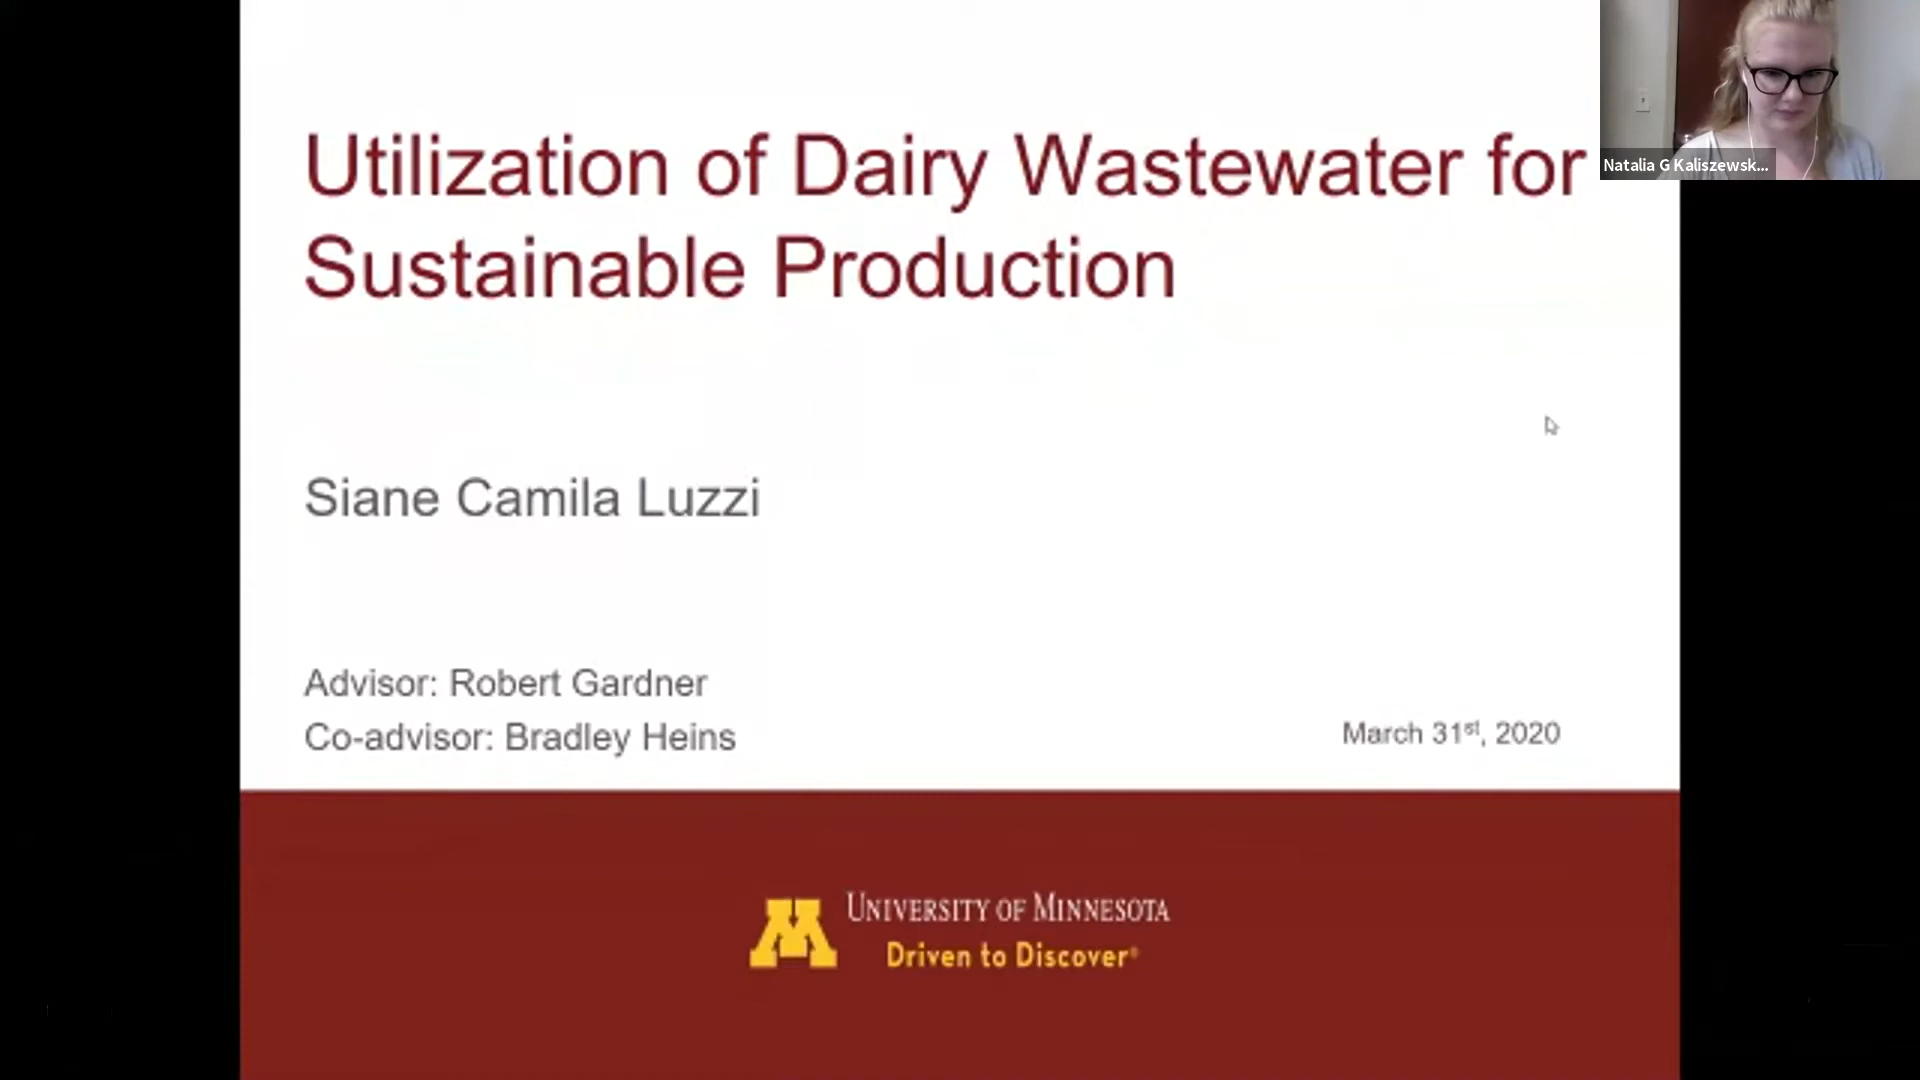 Utilization of Dairy Wastewater for
Sustainable Production
Natalia G Kaliszewsk...
Siane Camila Luzzi
Advisor: Robert Gardner
Co-advisor: Bradley Heins
March 31st, 2020
UNIVERSITY OF MINNESOTA
Driven to Discover®